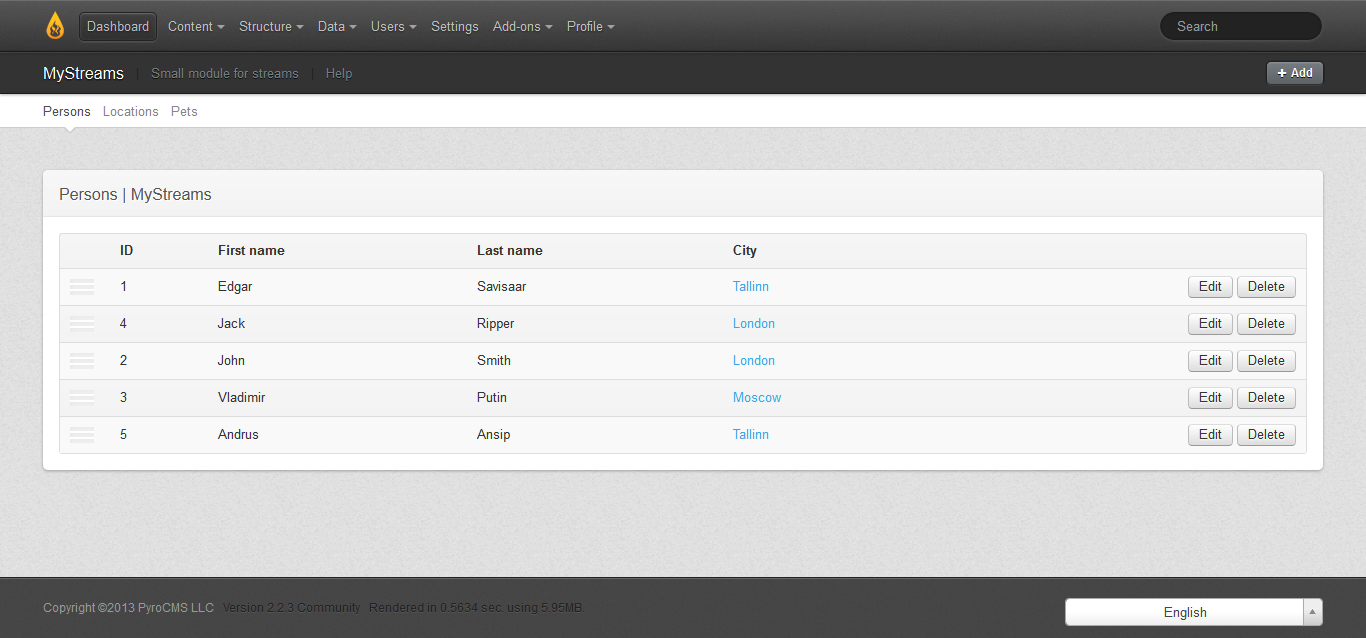 Dashboard Content Structure Data Users Settings Add-ons Profile Search
MyStreams Small module for streams Help + Add
Persons Locations Pets
Persons | MyStreams
ID First name Last name City
1 Edgar Savisaar Tallinn Edit Delete
4 Jack Ripper London Edit Delete
2 John Smith London Edit Delete
3 Vladimir Putin Moscow Edit Delete
5 Andrus Ansip Tallinn Edit Delete
Copyright ©2013 PyroCMS LLC Version 2.2.3 Community Rendered in 0.5634 sec. using 5.95MB.
English